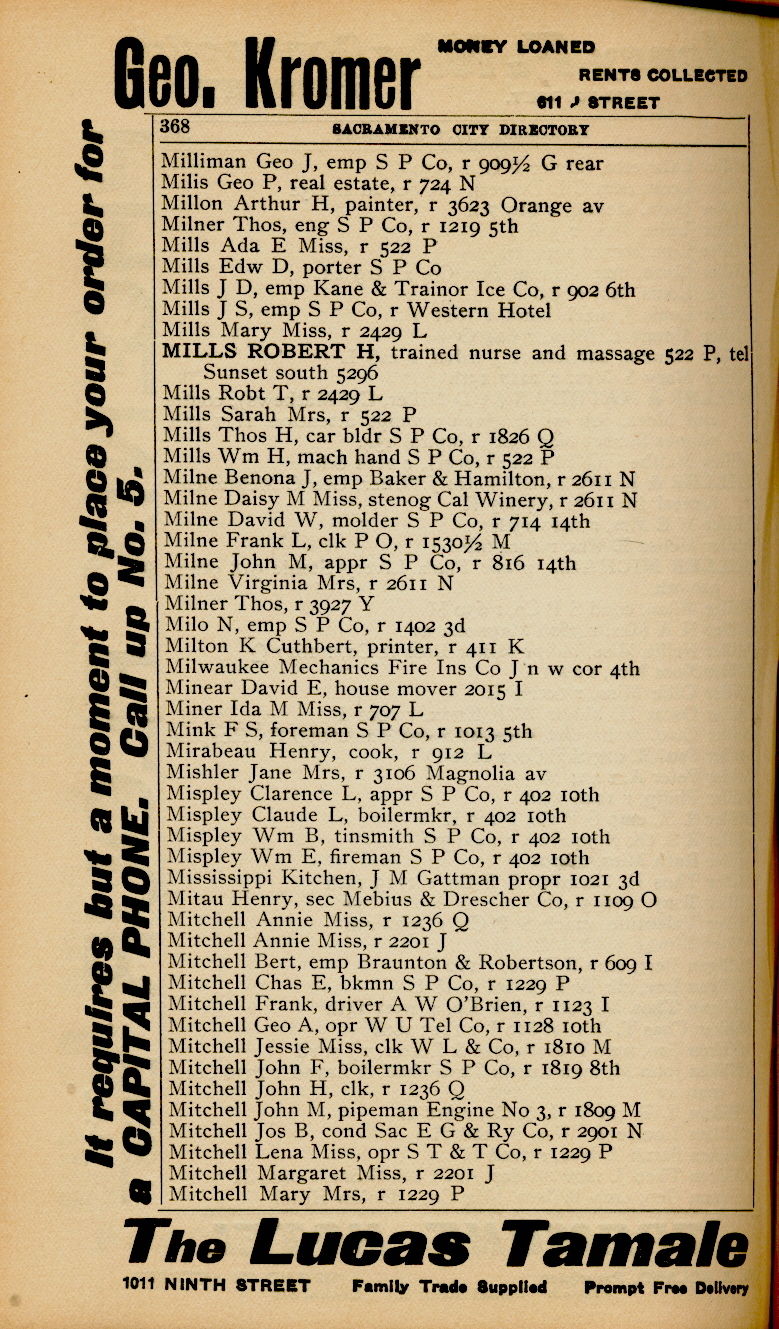 Geo. Kromer
MONEY LOANED
RENTS COLLECTED
611 J STREET
It requires but a moment to place your order for
a CAPITAL PHONE. Call up No. 5.
368 SACRAMENTO CITY DIRECTORY
Milliman Geo J, emp S P Co, r 909½ G rear
Milis Geo P, real estate, r 724 N
Millon Arthur H, painter, r 3623 Orange av
Milner Thos, eng S P Co, r 1219 5th
Mills Ada E Miss, r 522 P
Mills Edw D, porter S P Co
Mills J D, emp Kane & Trainor Ice Co, r 902 6th
Mills J S, emp S P Co, r Western Hotel
Mills Mary Miss, r 2429 L
MILLS ROBERT H, trained nurse and massage 522 P, tel
Sunset south 5296
Mills Robt T, r 2429 L
Mills Sarah Mrs, r 522 P
Mills Thos H, car bldr S P Co, r 1826 Q
Mills Wm H, mach hand S P Co, r 522 P
Milne Benona J, emp Baker & Hamilton, r 2611 N
Milne Daisy M Miss, stenog Cal Winery, r 2611 N
Milne David W, molder S P Co, r 714 14th
Milne Frank L, clk P O, r 1530½ M
Milne John M, appr S P Co, r 816 14th
Milne Virginia Mrs, r 2611 N
Milner Thos, r 3927 Y
Milo N, emp S P Co, r 1402 3d
Milton K Cuthbert, printer, r 411 K
Milwaukee Mechanics Fire Ins Co J n w cor 4th
Minear David E, house mover 2015 I
Miner Ida M Miss, r 707 L
Mink F S, foreman S P Co, r 1013 5th
Mirabeau Henry, cook, r 912 L
Mishler Jane Mrs, r 3106 Magnolia av
Mispley Clarence L, appr S P Co, r 402 10th
Mispley Claude L, boilermkr, r 402 10th
Mispley Wm B, tinsmith S P Co, r 402 10th
Mispley Wm E, fireman S P Co, r 402 10th
Mississippi Kitchen, J M Gattman propr 1021 3d
Mitau Henry, sec Mebius & Drescher Co, r 1109 O
Mitchell Annie Miss, r 1236 Q
Mitchell Annie Miss, r 2201 J
Mitchell Bert, emp Braunton & Robertson, r 609 I
Mitchell Chas E, bkmn S P Co, r 1229 P
Mitchell Frank, driver A W O'Brien, r 1123 I
Mitchell Geo A, opr W U Tel Co, r 1128 10th
Mitchell Jessie Miss, clk W L & Co, r 1810 M
Mitchell John F, boilermkr S P Co, r 1819 8th
Mitchell John H, clk, r 1236 Q
Mitchell John M, pipeman Engine No 3, r 1809 M
Mitchell Jos B, cond Sac E G & Ry Co, r 2901 N
Mitchell Lena Miss, opr S T & T Co, r 1229 P
Mitchell Margaret Miss, r 2201 J
Mitchell Mary Mrs, r 1229 P
The Lucas Tamale
1011 NINTH STREET Family Trade Supplied Prompt Free Delivery